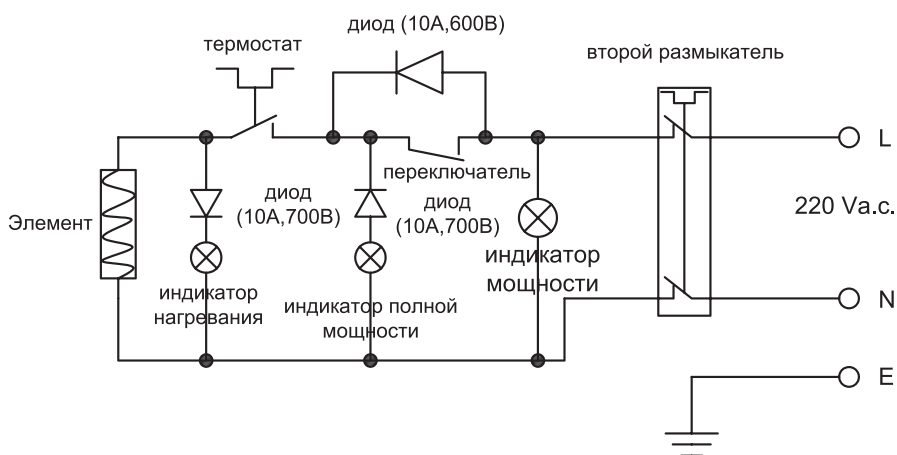 диод (10А,600В)
термостат
второй размыкатель
L
переключатель
диод
(10А,700В)
диод
(10А,700В)
220 Va.c.
Элемент
индикатор
мощности
индикатор
нагревания
индикатор полной
мощности
N
E